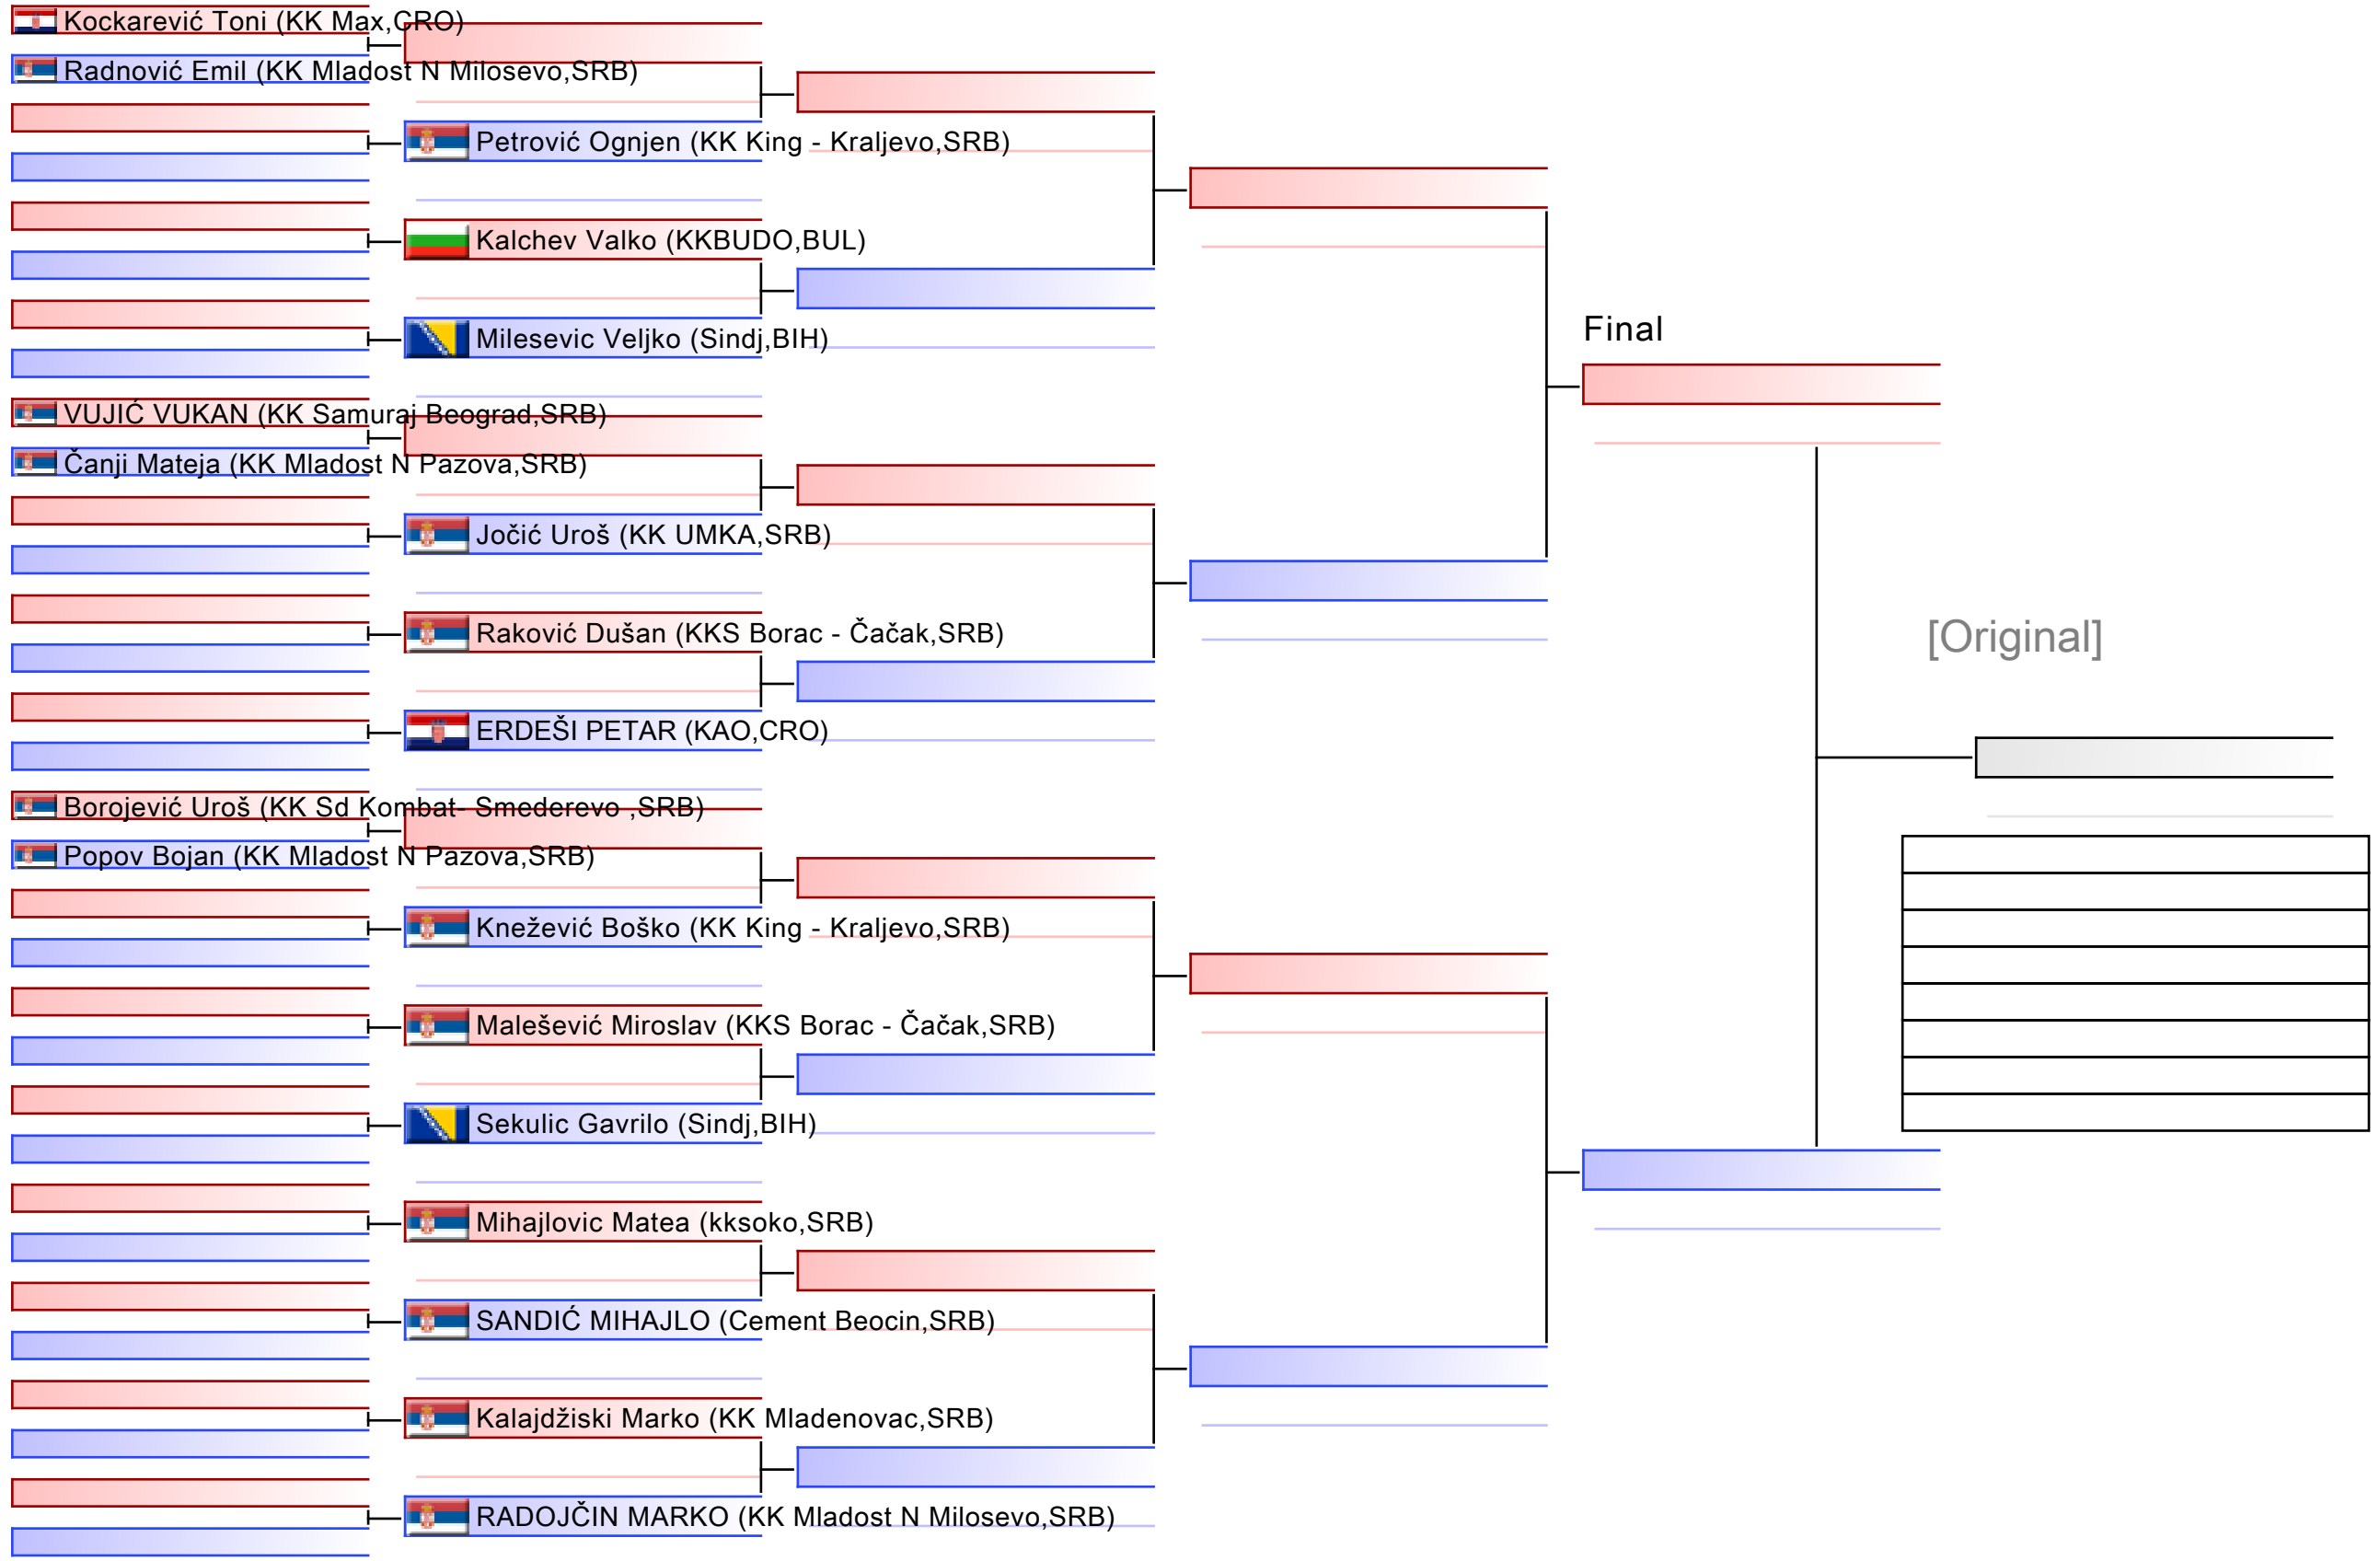 Kockarević Toni (KK Max,CRO)
Radnović Emil (KK Mladost N Milosevo,SRB)
Petrović Ognjen (KK King - Kraljevo,SRB)
Kalchev Valko (KKBUDO,BUL)
Final
Milesevic Veljko (Sindj,BIH)
VUJIĆ VUKAN (KK Samuraj Beograd,SRB)
Čanji Mateja (KK Mladost N Pazova,SRB)
Jočić Uroš (KK UMKA,SRB)
Raković Dušan (KKS Borac - Čačak,SRB)
[Original]
ERDEŠI PETAR (KAO,CRO)
Borojević Uroš (KK Sd Kombat- Smederevo ,SRB)
Popov Bojan (KK Mladost N Pazova,SRB)
Knežević Boško (KK King - Kraljevo,SRB)
Malešević Miroslav (KKS Borac - Čačak,SRB)
Sekulic Gavrilo (Sindj,BIH)
Mihajlovic Matea (kksoko,SRB)
SANDIĆ MIHAJLO (Cement Beocin,SRB)
Kalajdžiski Marko (KK Mladenovac,SRB)
RADOJČIN MARKO (KK Mladost N Milosevo,SRB)